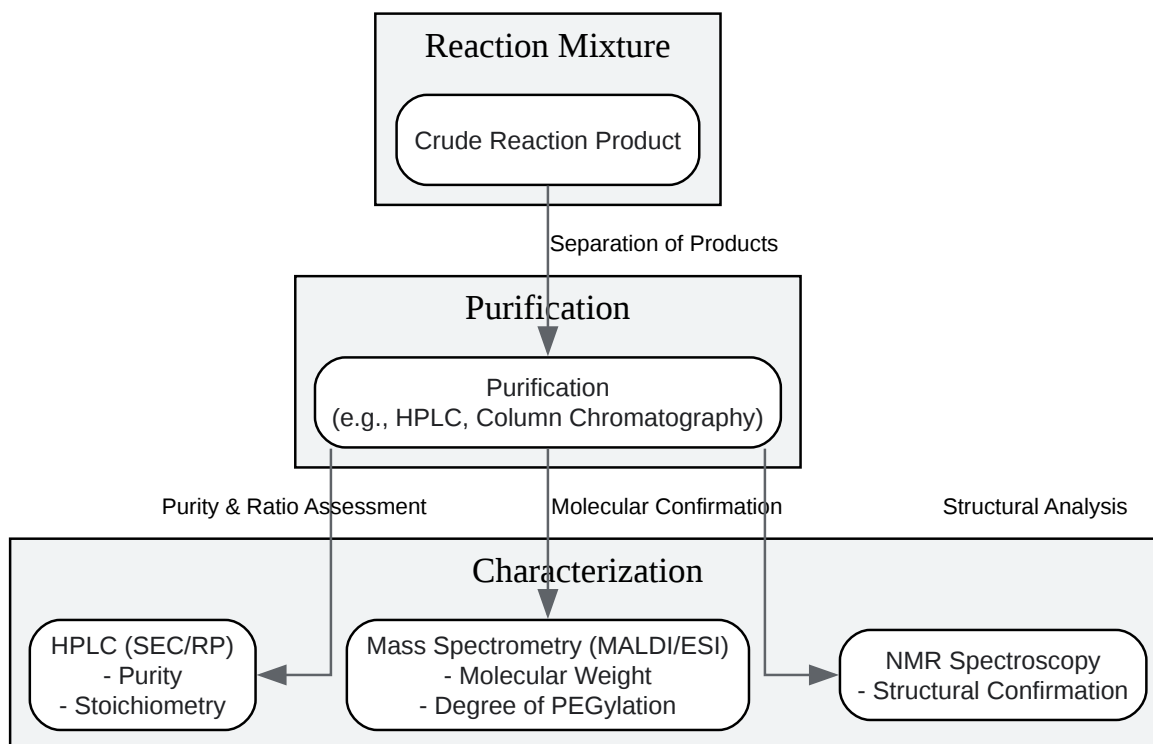 Reaction Mixture
Crude Reaction Product
Separation of Products
Purification
Purification
(e.g., HPLC, Column Chromatography)
Purity & Ratio Assessment
Molecular Confirmation
Structural Analysis
Characterization
HPLC (SEC/RP)
- Purity
- Stoichiometry
Mass Spectrometry (MALDI/ESI)
- Molecular Weight
- Degree of PEGylation
NMR Spectroscopy
- Structural Confirmation